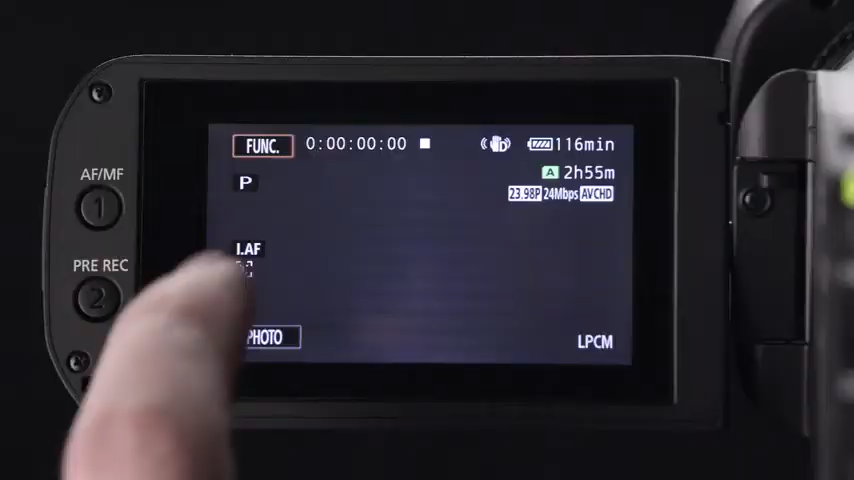 FUNC. 0:00:00:00 116min
A 2h55m
P
23.98P 24Mbps AVCHD
AF/MF
1
I.AF
PRE REC
2
PHOTO
LPCM